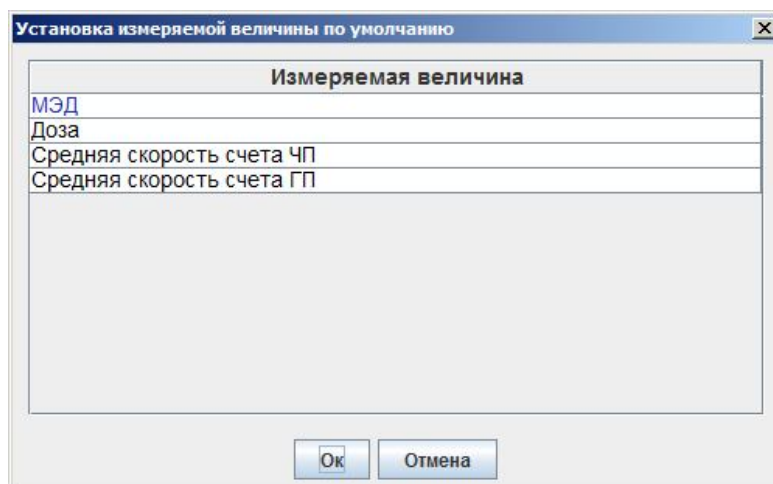 Установка измеряемой величины по умолчанию
Измеряемая величина
МЭД
Доза
Средняя скорость счета ЧП
Средняя скорость счета ГП
Ок
Отмена